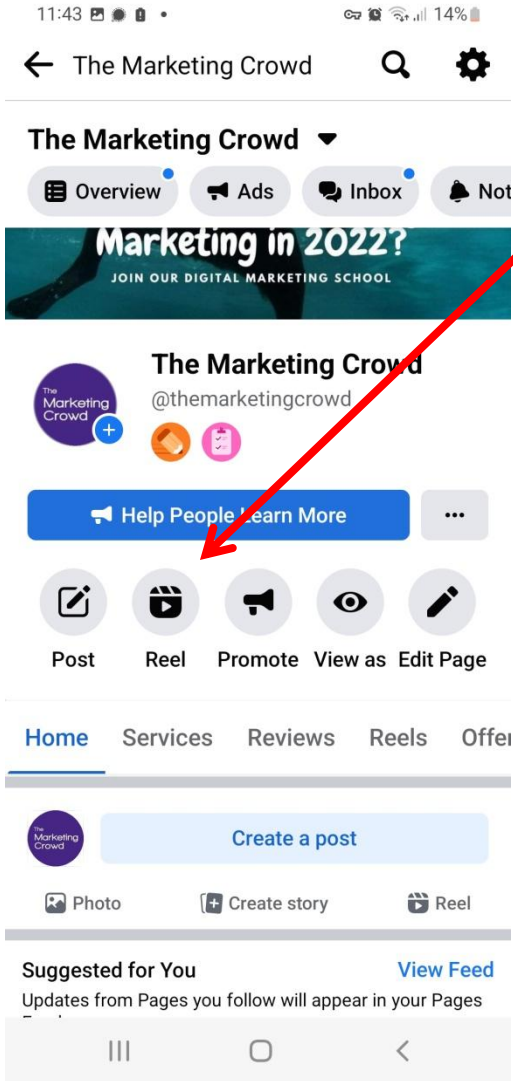 11:43 14%
The Marketing Crowd
The Marketing Crowd
Overview Ads Inbox Not
Marketing in 2022?
JOIN OUR DIGITAL MARKETING SCHOOL
The Marketing Crowd
The
Marketing
Crowd
@themarketingcrowd
Help People Learn More ...
Post Reel Promote View as Edit Page
Home Services Reviews Reels Offer
The
Marketing
Crowd
Create a post
Photo Create story Reel
Suggested for You View Feed
Updates from Pages you follow will appear in your Pages